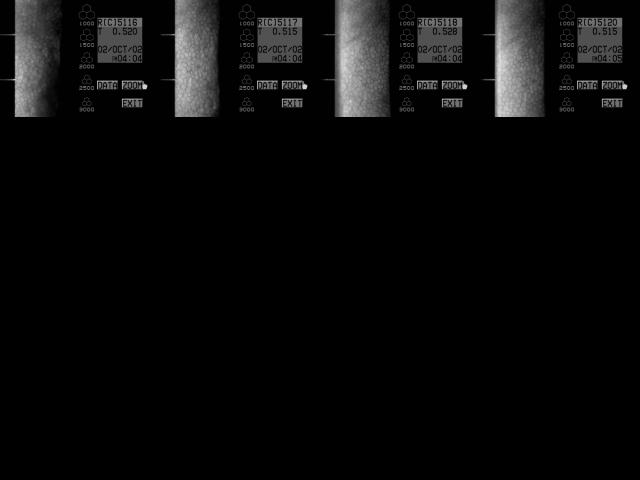 1000
R(C)5116
T 0.520
1500
02/OCT/02
PM04:04
2000
2500
DATA ZOOM
3000
EXIT
1000
R(C)5117
T 0.515
1500
02/OCT/02
PM04:04
2000
2500
DATA ZOOM
3000
EXIT
1000
R(C)5118
T 0.528
1500
02/OCT/02
PM04:04
2000
2500
DATA ZOOM
3000
EXIT
1000
R(C)5120
T 0.515
1500
02/OCT/02
PM04:05
2000
2500
DATA ZOOM
3000
EXIT